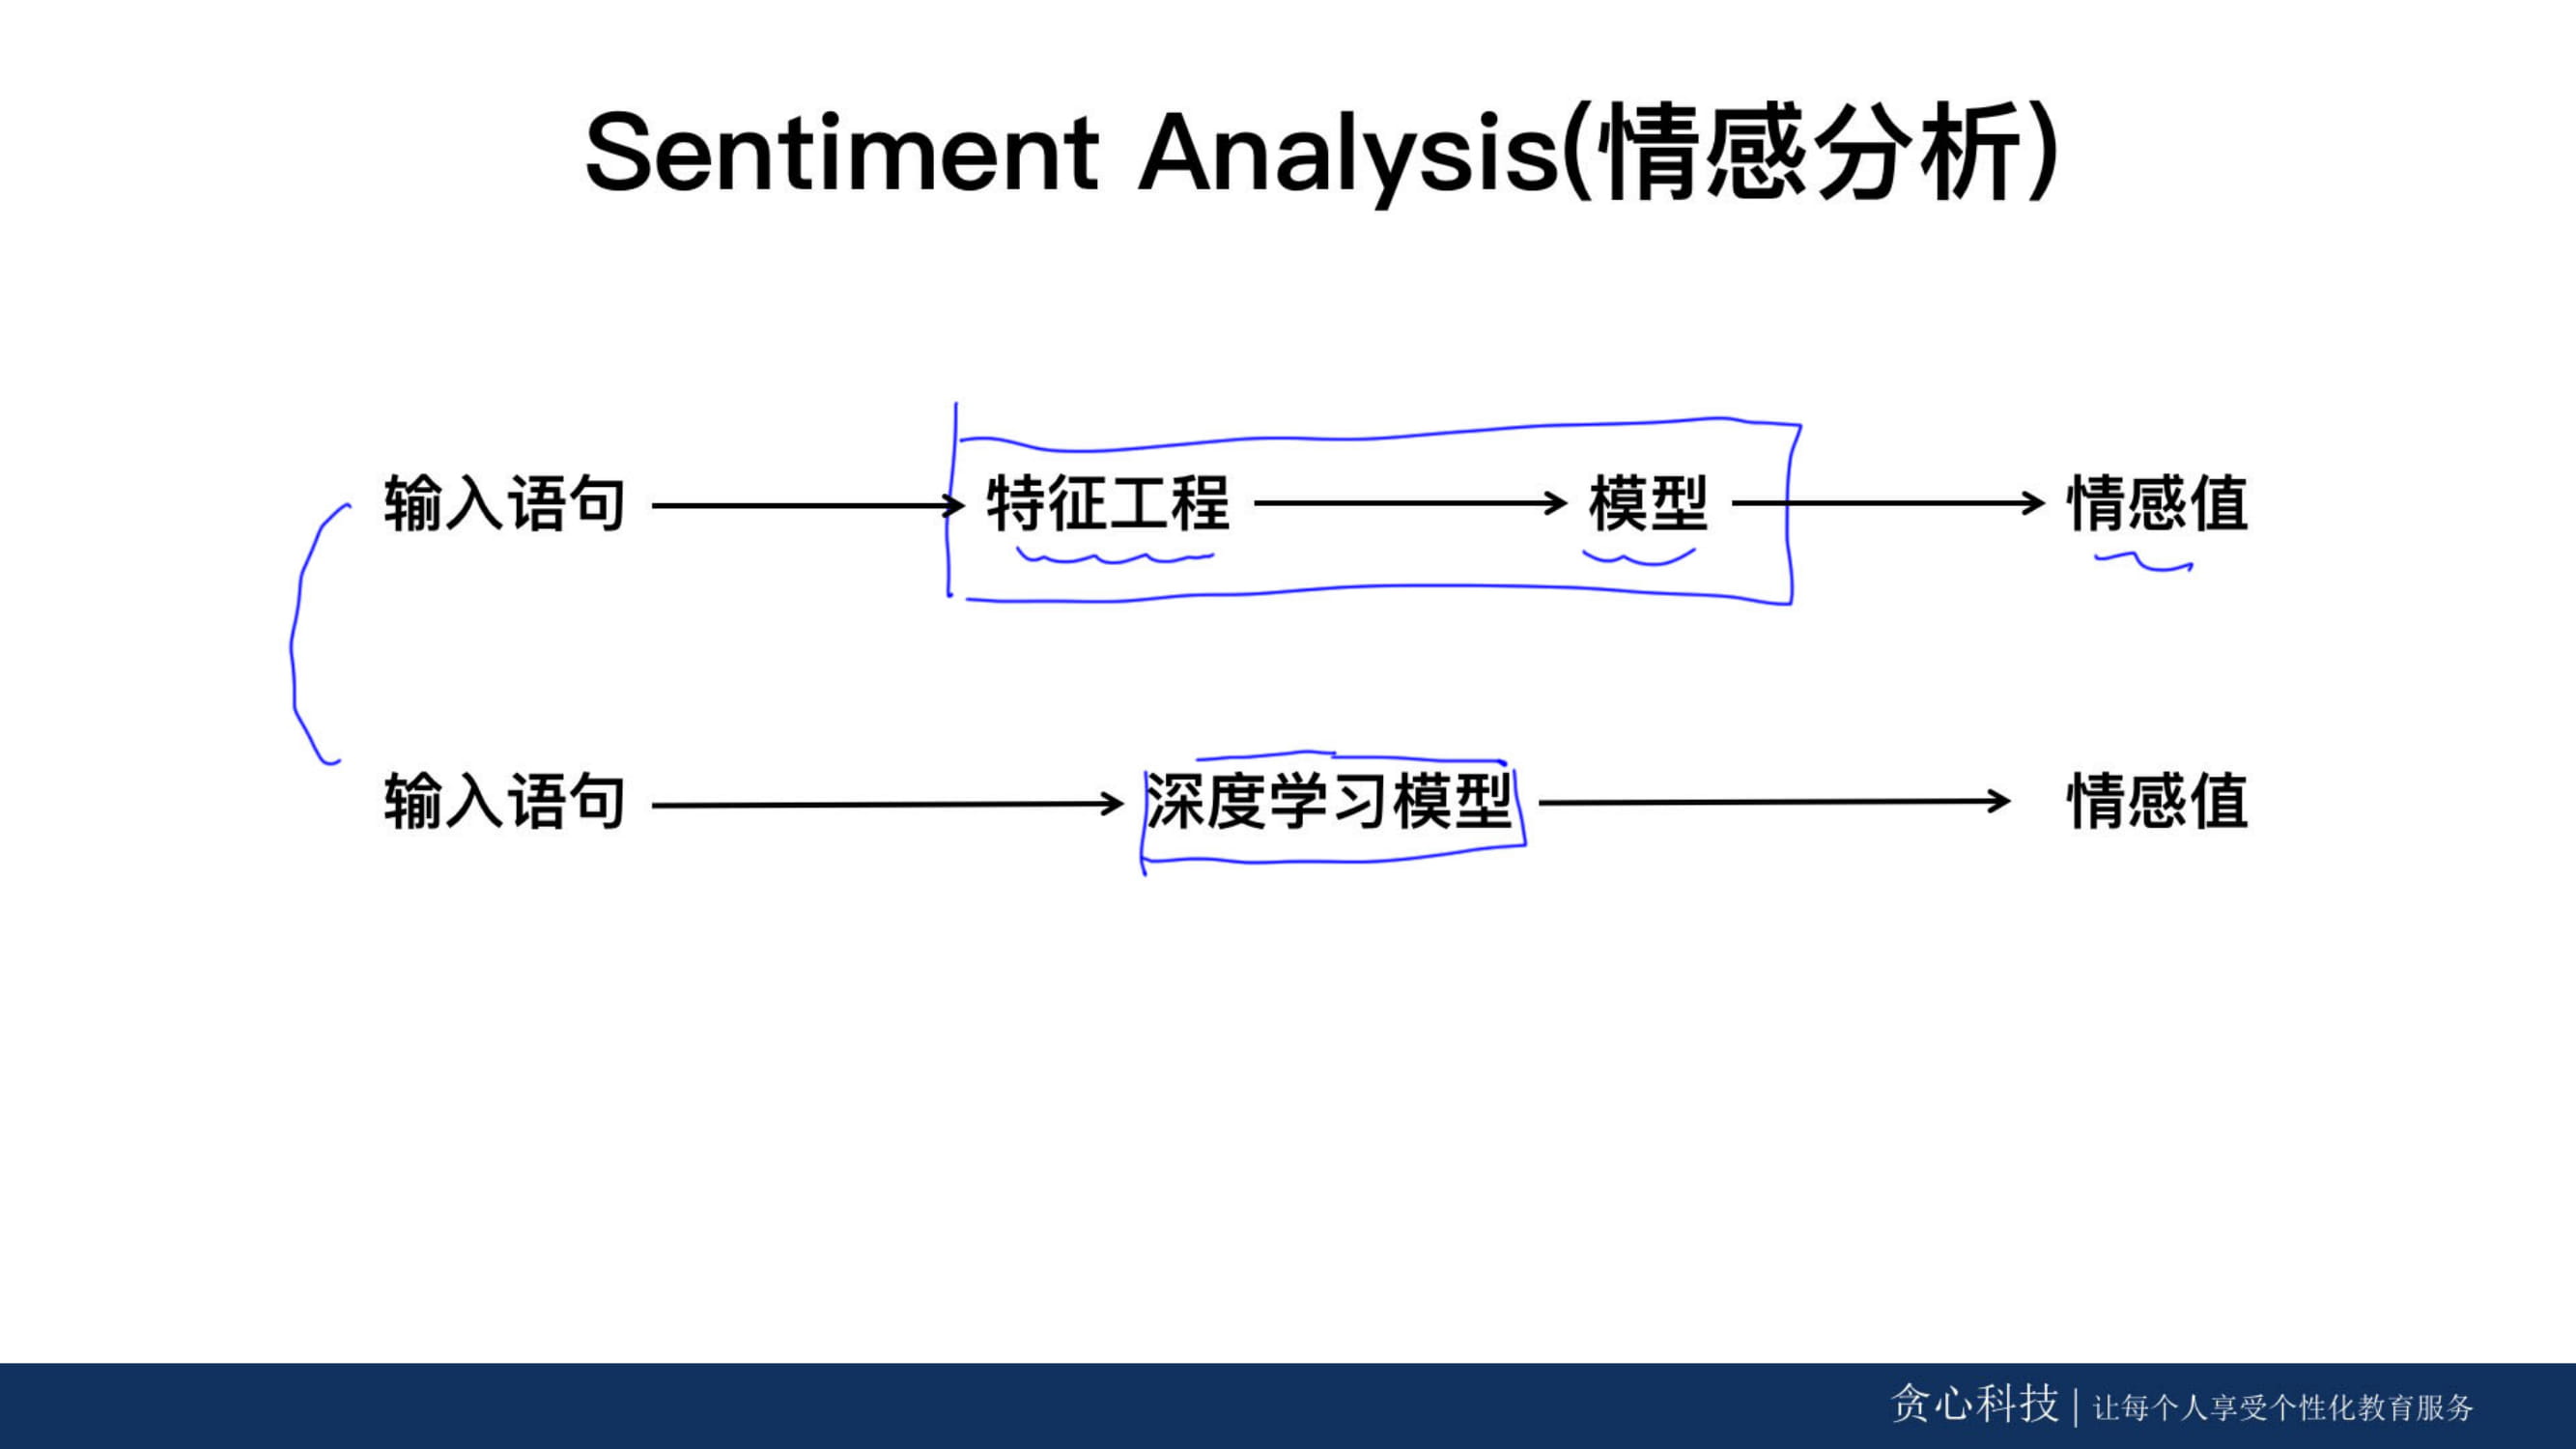 Sentiment Analysis(情感分析)
输入语句 特征工程 模型 情感值
输入语句 深度学习模型 情感值
贪心科技 | 让每个人享受个性化教育服务